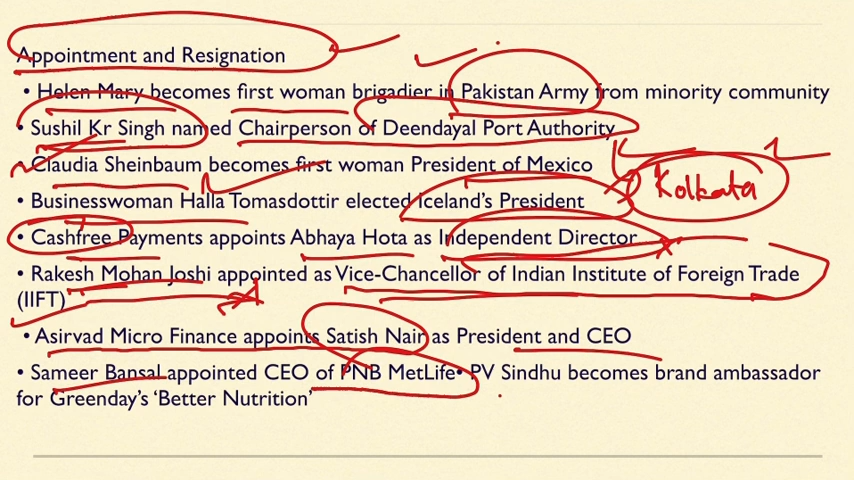 Appointment and Resignation
• Helen Mary becomes first woman brigadier in Pakistan Army from minority community
• Sushil Kr Singh named Chairperson of Deendayal Port Authority
• Claudia Sheinbaum becomes first woman President of Mexico
Kolkata
• Businesswoman Halla Tomasdottir elected Iceland's President
• Cashfree Payments appoints Abhaya Hota as Independent Director
• Rakesh Mohan Joshi appointed as Vice-Chancellor of Indian Institute of Foreign Trade
(IIFT)
• Asirvad Micro Finance appoints Satish Nair as President and CEO
• Sameer Bansal appointed CEO of PNB MetLife• PV Sindhu becomes brand ambassador
for Greenday's 'Better Nutrition'